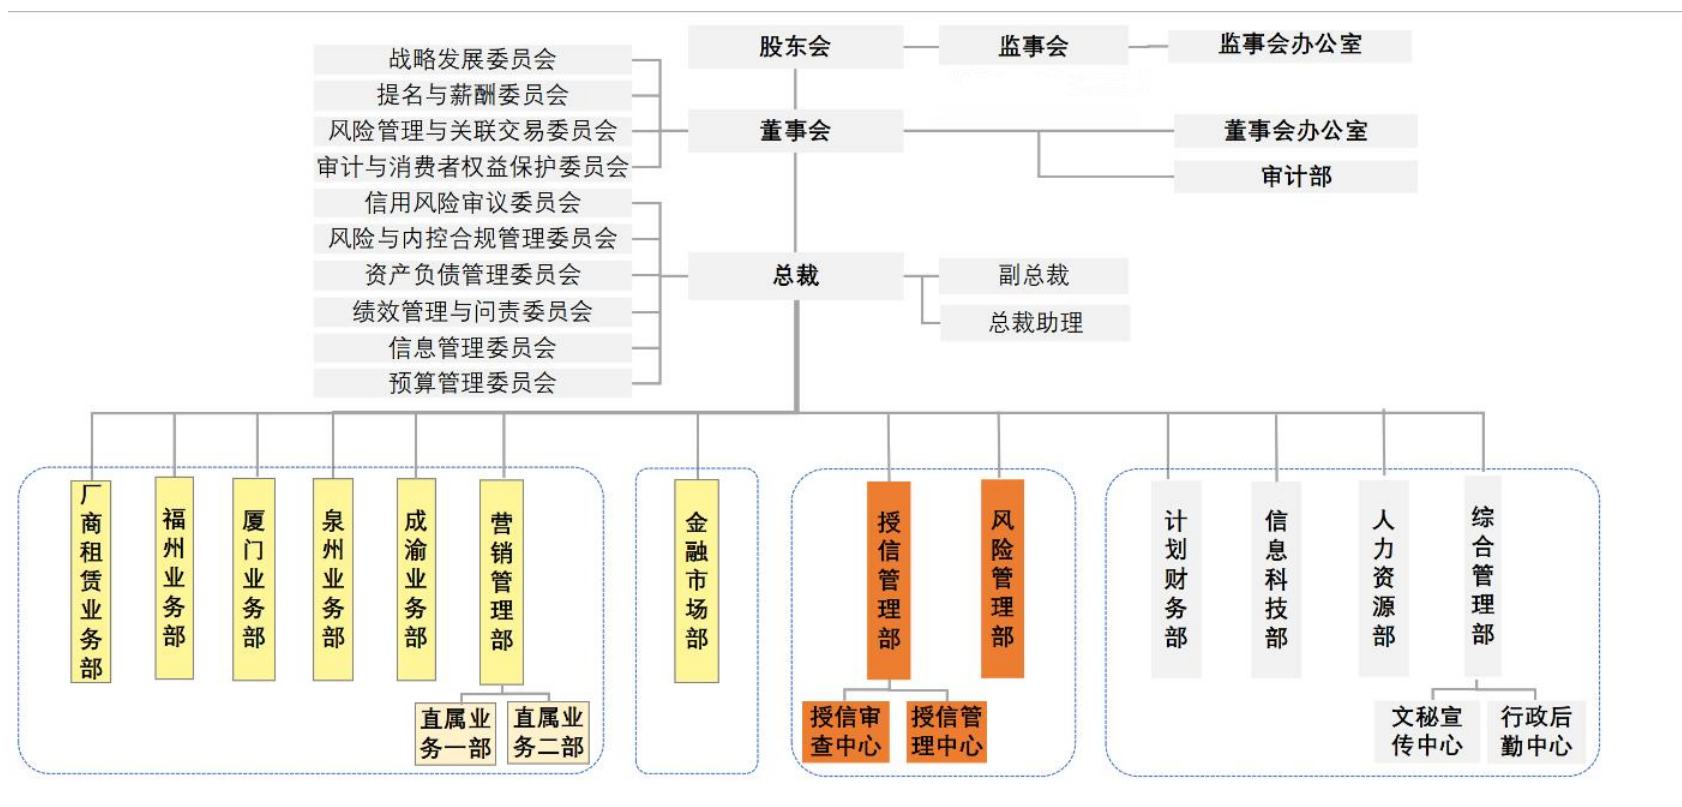 股东会
监事会
监事会办公室
战略发展委员会
提名与薪酬委员会
风险管理与关联交易委员会
审计与消费者权益保护委员会
董事会
董事会办公室
审计部
信用风险审议委员会
风险与内控合规管理委员会
资产负债管理委员会
绩效管理与问责委员会
信息管理委员会
预算管理委员会
总裁
副总裁
总裁助理
厂商租赁业务部
福州业务部
厦门业务部
泉州业务部
成渝业务部
营销管理部
金融市场部
授信管理部
风险管理部
计划财务部
信息科技部
人力资源部
综合管理部
直属业
务一部
直属业
务二部
授信审
查中心
授信管
理中心
文秘宣
传中心
行政后
勤中心